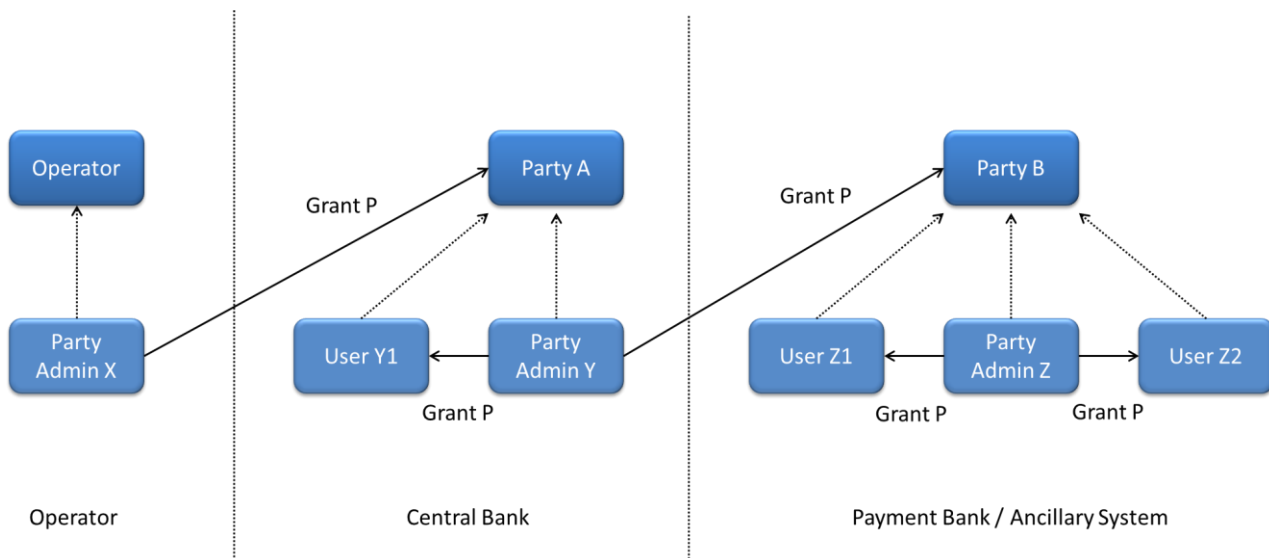 Operator
Party A
Party B
Grant P
Grant P
Party
Admin X
User Y1
Party
Admin Y
User Z1
Party
Admin Z
User Z2
Grant P
Grant P
Grant P
Operator
Central Bank
Payment Bank / Ancillary System